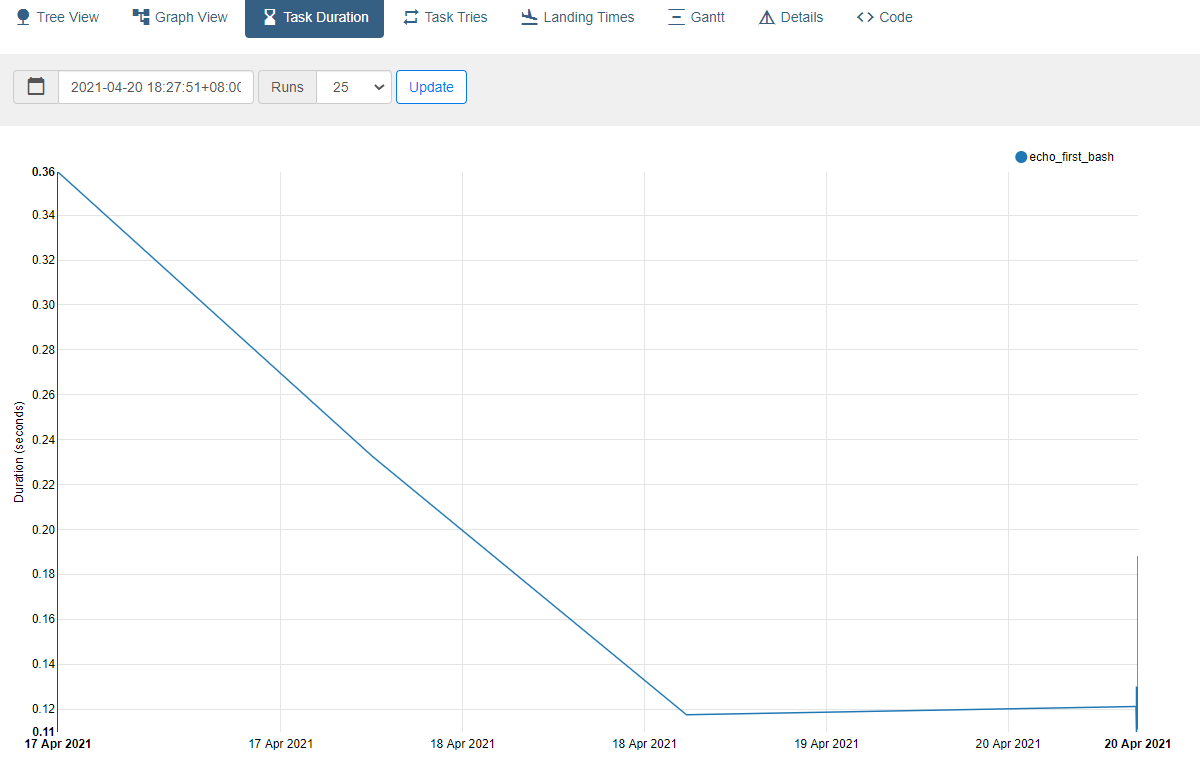 Tree View Graph View Task Duration Task Tries Landing Times Gantt Details Code
2021-04-20 18:27:51+08:00 Runs 25 Update
echo_first_bash
0.36
0.34
0.32
0.30
0.28
0.26
0.24
0.22
0.20
0.18
0.16
0.14
0.12
0.11
Duration (seconds)
17 Apr 2021 17 Apr 2021 18 Apr 2021 18 Apr 2021 19 Apr 2021 20 Apr 2021 20 Apr 2021